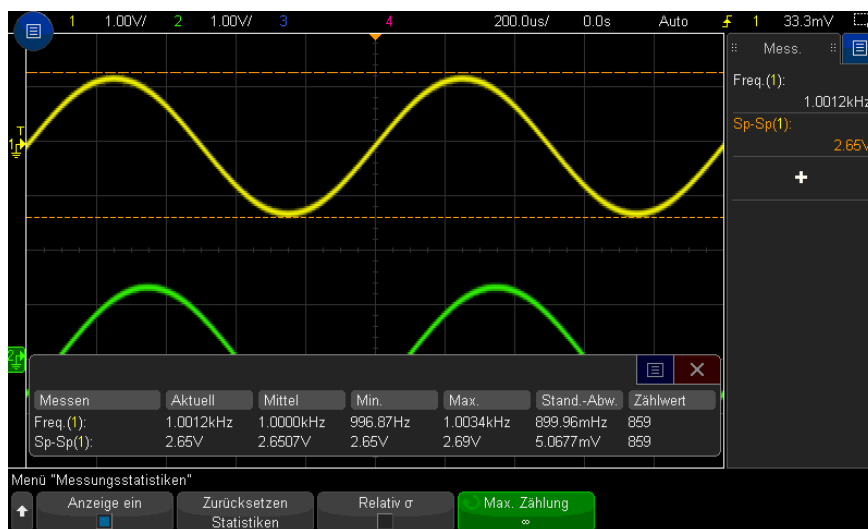 1 1.00V/ 2 1.00V/ 3 4 200.0us/ 0.0s Auto 1 33.3mV
Mess.
Freq.(1):
1.0012kHz
Sp-Sp(1):
2.65V
+
T
1
2
Messen Aktuell Mittel Min. Max. Stand.-Abw. Zählwert
Freq.(1): 1.0012kHz 1.0000kHz 996.87Hz 1.0034kHz 899.96mHz 859
Sp-Sp(1): 2.65V 2.6507V 2.65V 2.69V 5.0677mV 859
Menü "Messungsstatistiken"
Anzeige ein Zurücksetzen Relativ σ Max. Zählung
Statistiken ∞